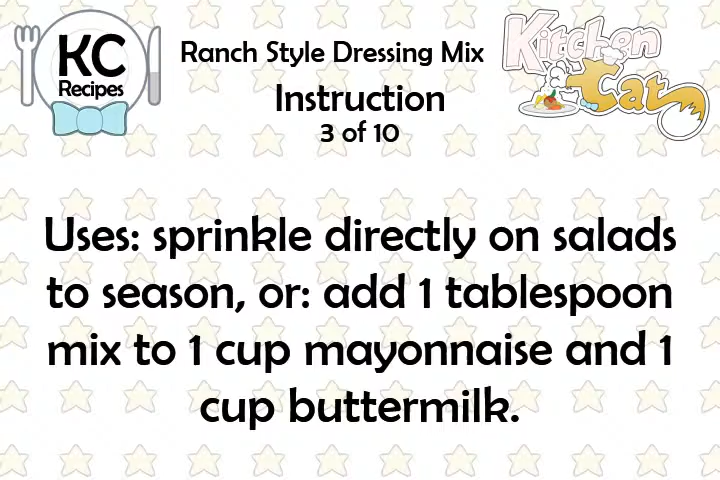 KC
Recipes
Ranch Style Dressing Mix
Kitchen
Cat
Instruction
3 of 10
Uses: sprinkle directly on salads
to season, or: add 1 tablespoon
mix to 1 cup mayonnaise and 1
cup buttermilk.